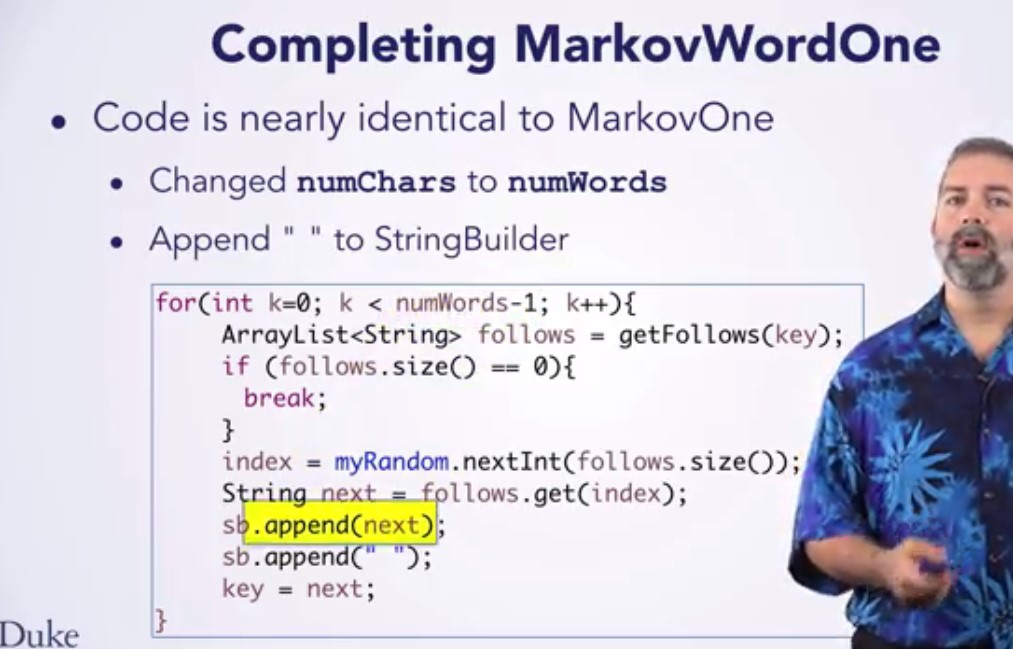 Completing MarkovWordOne
• Code is nearly identical to MarkovOne
• Changed numChars to numWords
• Append " " to StringBuilder
for(int k=0; k < numWords-1; k++){
ArrayList<String> follows = getFollows(key);
if (follows.size() == 0){
break;
}
index = myRandom.nextInt(follows.size());
String next = follows.get(index);
sb.append(next);
sb.append(" ");
key = next;
}
Duke